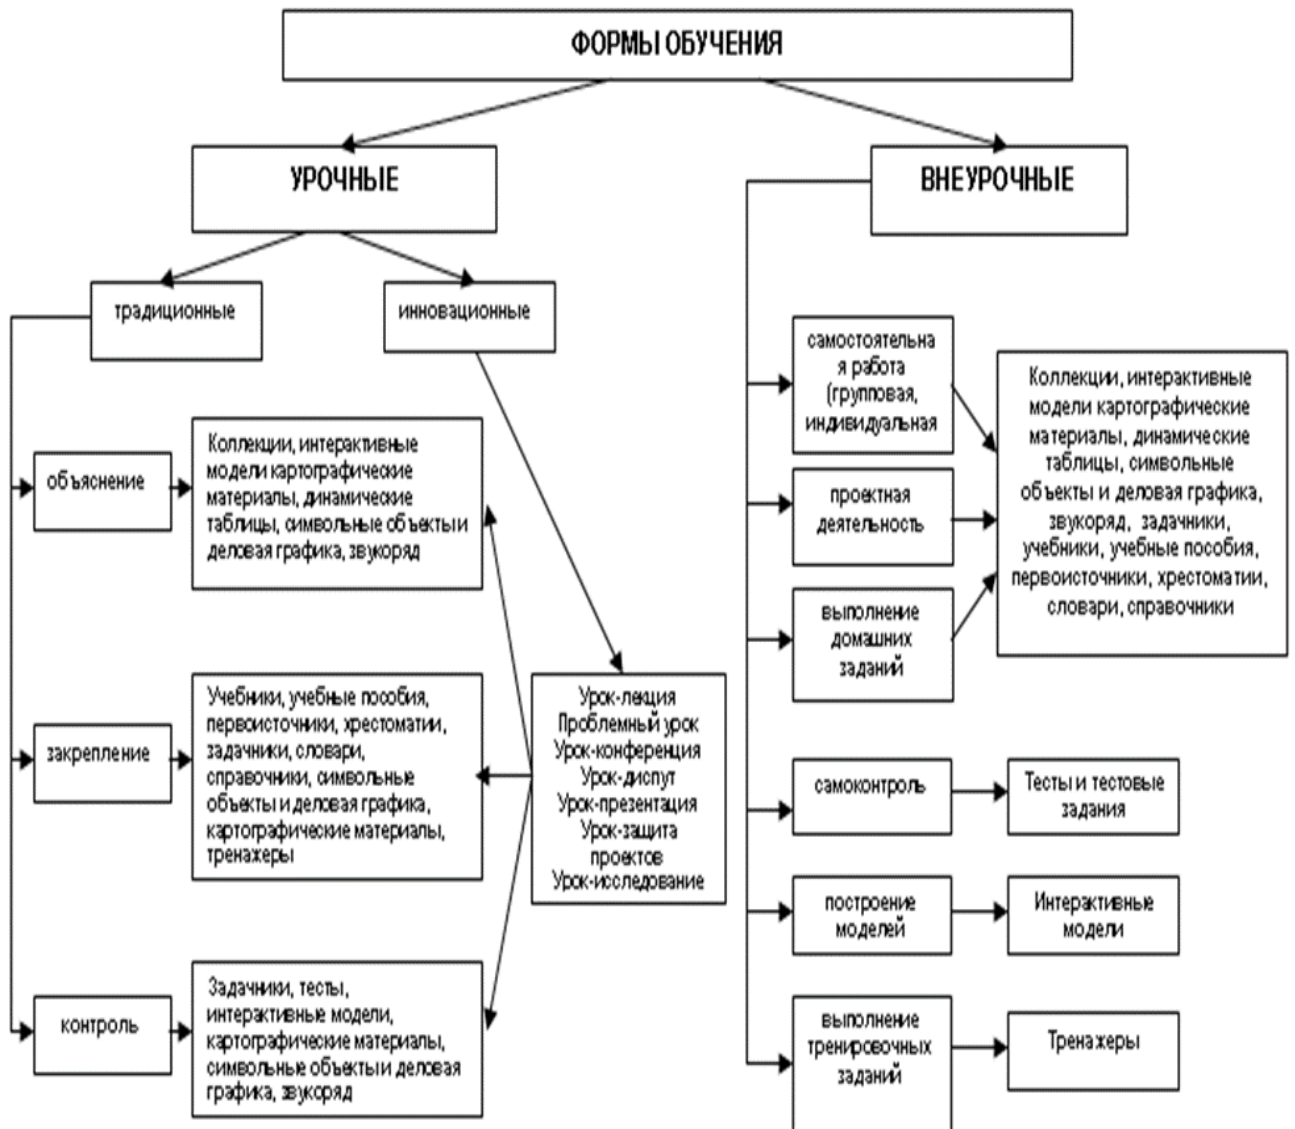 ФОРМЫ ОБУЧЕНИЯ
УРОЧНЫЕ
ВНЕУРОЧНЫЕ
традиционные
инновационные
объяснение
Коллекции, интерактивные
модели картографические
материалы, динамические
таблицы, символьные объекты и
деловая графика, звукоряд
закрепление
Учебники, учебные пособия,
первоисточники, хрестоматии,
задачники, словари,
справочники, символьные
объекты и деловая графика,
картографические материалы,
тренажеры
контроль
Задачники, тесты,
интерактивные модели,
картографические материалы,
символьные объекты и деловая
графика, звукоряд
Урок-лекция
Проблемный урок
Урок-конференция
Урок-диспут
Урок-презентация
Урок-защита
проектов
Урок-исследование
самостоятельна
я работа
(групповая,
индивидуальная
проектная
деятельность
выполнение
домашних
заданий
Коллекции, интерактивные
модели картографические
материалы, динамические
таблицы, символьные
объекты и деловая графика,
звукоряд, задачники,
учебники, учебные пособия,
первоисточники, хрестоматии,
словари, справочники
самоконтроль
Тесты и тестовые
задания
построение
моделей
Интерактивные
модели
выполнение
тренировочных
заданий
Тренажеры